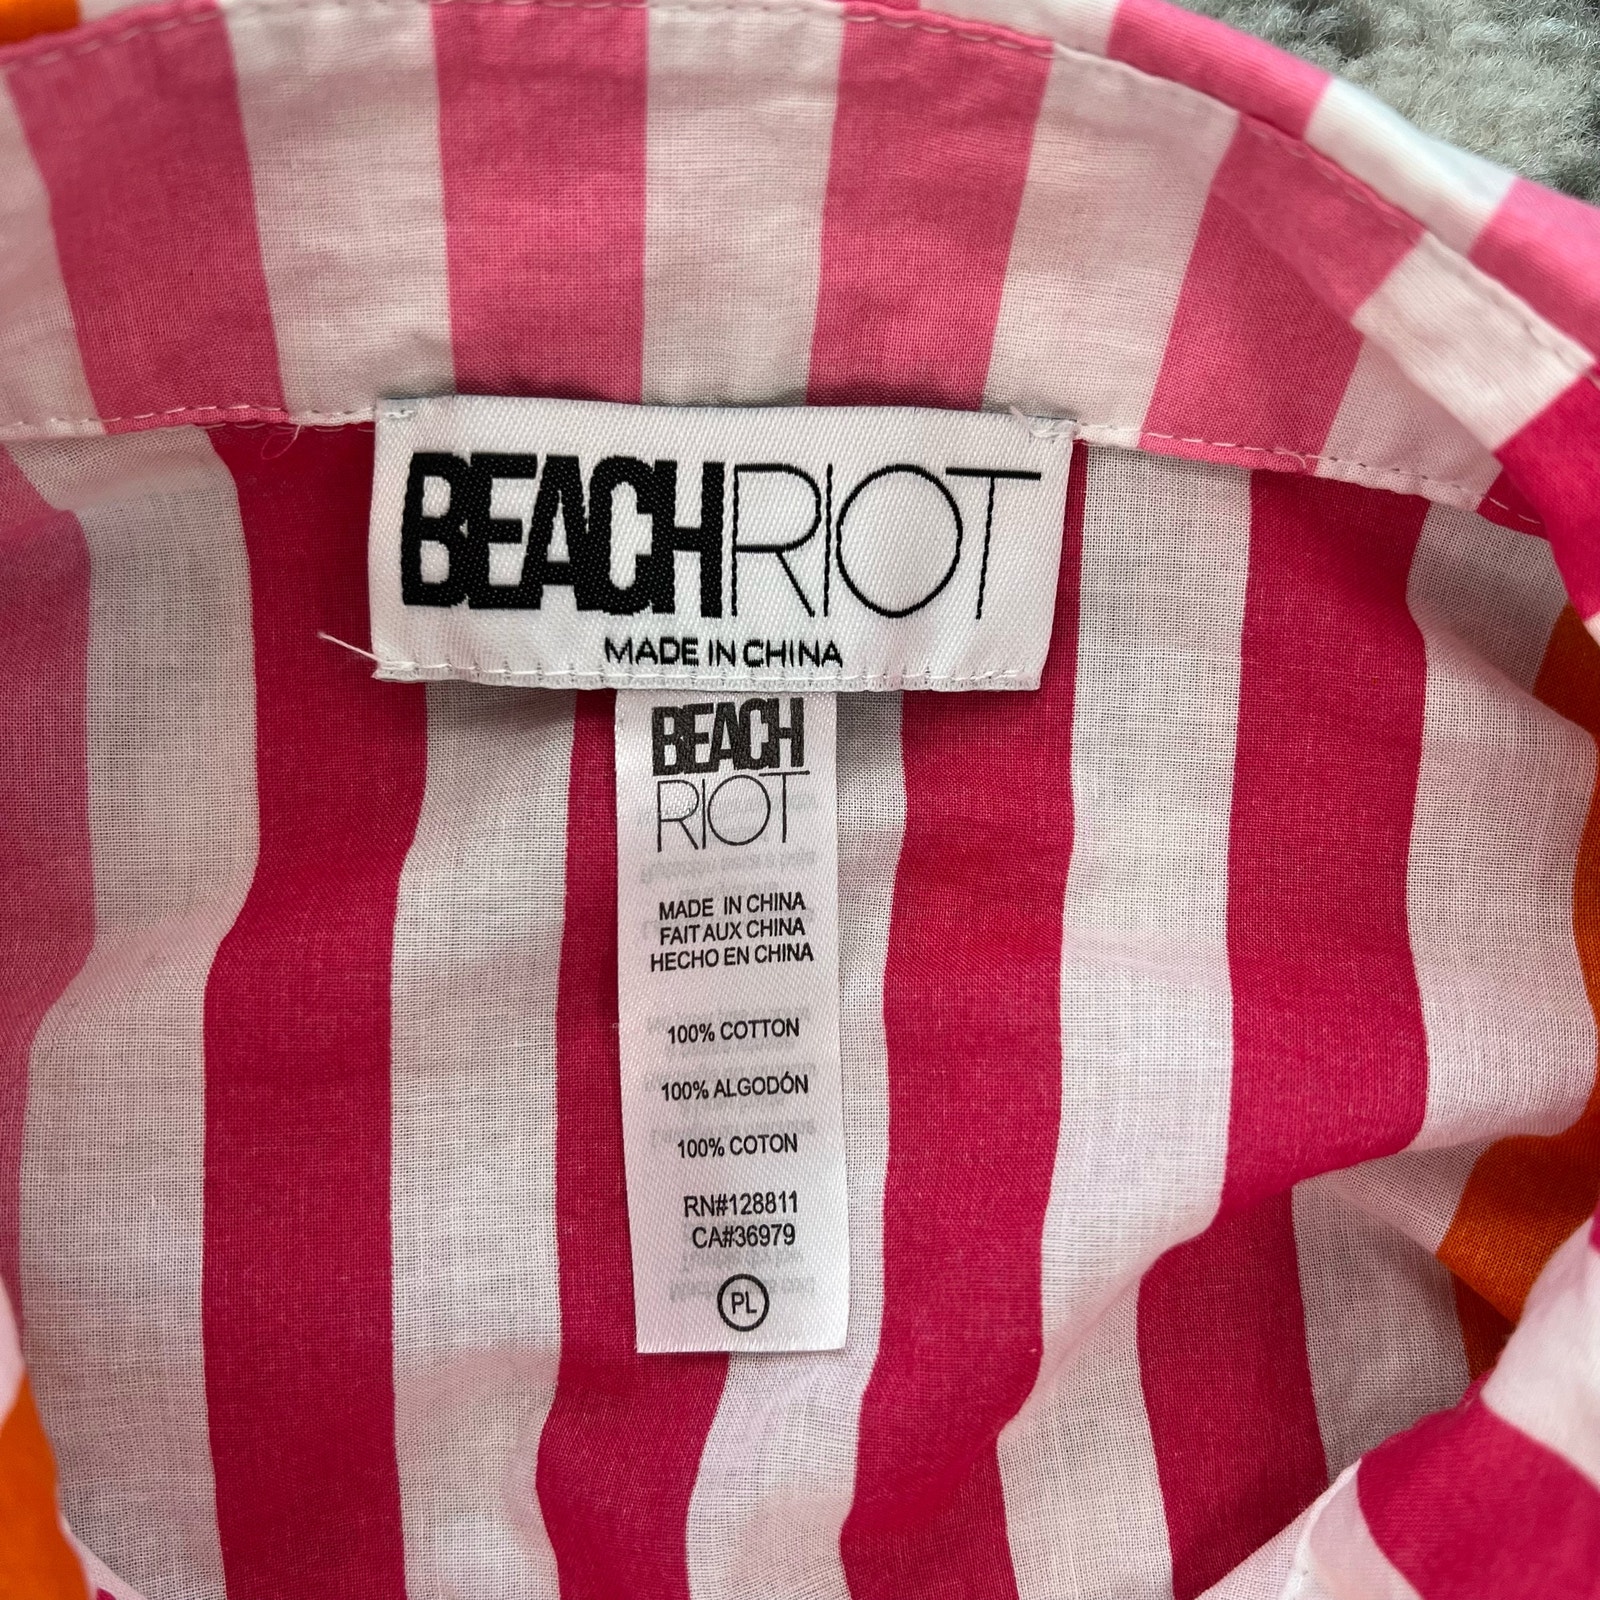 BEACHRIOT
MADE IN CHINA
BEACH
RIOT
MADE IN CHINA
FAIT AUX CHINA
HECHO EN CHINA
100% COTTON
100% ALGODÓN
100% COTON
RN#128811
CA#36979
PL